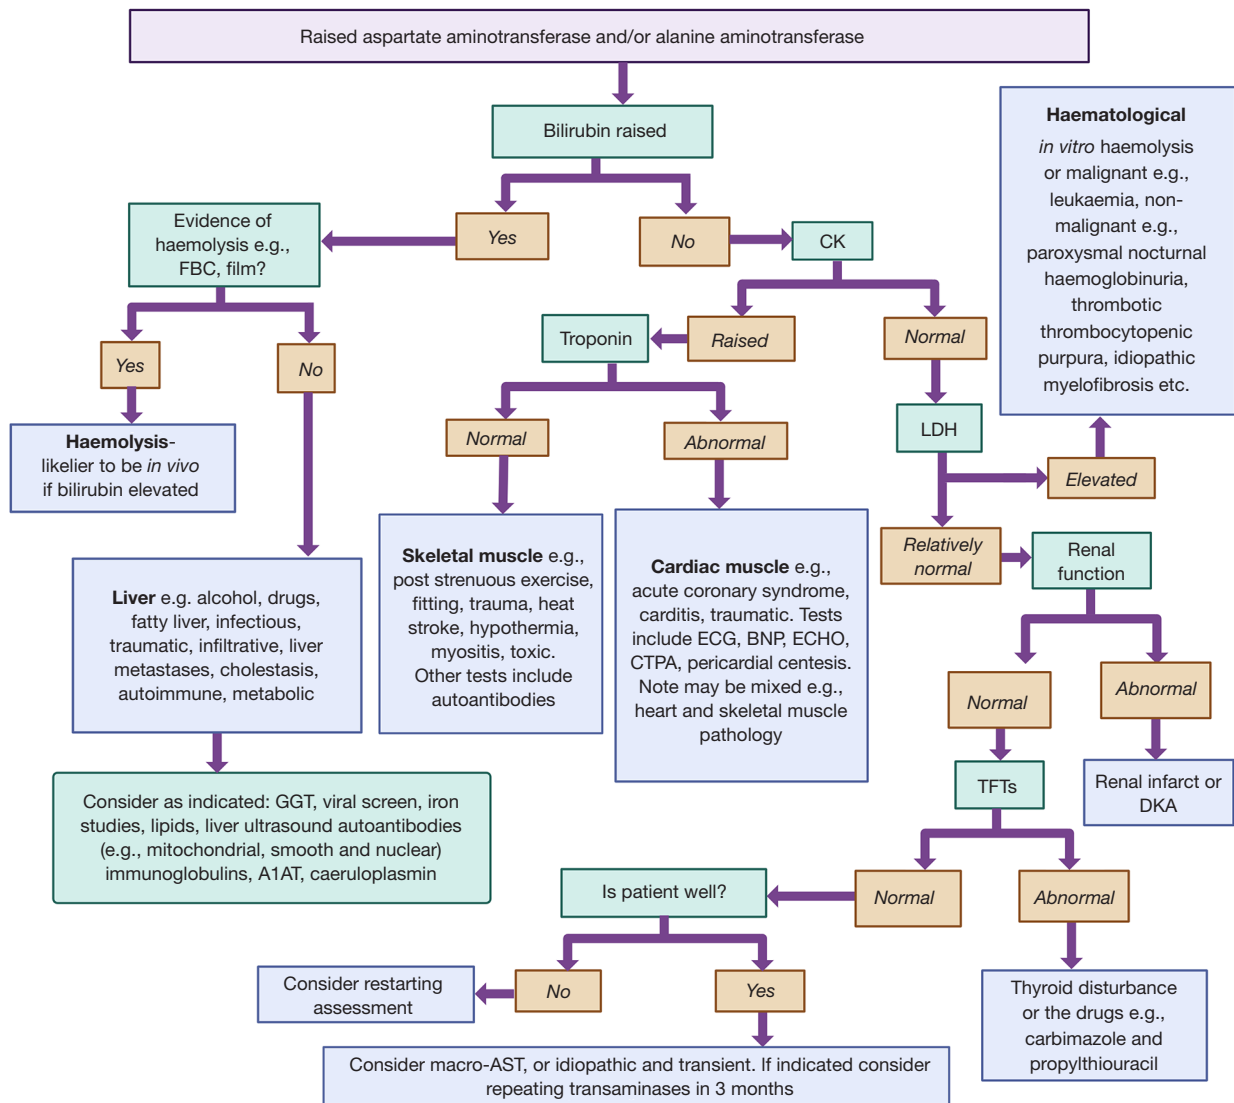 Raised aspartate aminotransferase and/or alanine aminotransferase
Bilirubin raised
Haematological
in vitro haemolysis
or malignant e.g.,
leukaemia, non-
malignant e.g.,
paroxysmal nocturnal
haemoglobinuria,
thrombotic
thrombocytopenic
purpura, idiopathic
myelofibrosis etc.
Evidence of
haemolysis e.g.,
FBC, film?
Yes
No
CK
Yes
No
Troponin
Raised
Normal
Haemolysis-
likelier to be in vivo
if bilirubin elevated
Normal
Abnormal
LDH
Elevated
Liver e.g. alcohol, drugs,
fatty liver, infectious,
traumatic, infiltrative, liver
metastases, cholestasis,
autoimmune, metabolic
Skeletal muscle e.g.,
post strenuous exercise,
fitting, trauma, heat
stroke, hypothermia,
myositis, toxic.
Other tests include
autoantibodies
Cardiac muscle e.g.,
acute coronary syndrome,
carditis, traumatic. Tests
include ECG, BNP, ECHO,
CTPA, pericardial centesis.
Note may be mixed e.g.,
heart and skeletal muscle
pathology
Relatively
normal
Renal
function
Normal
Abnormal
TFTs
Renal infarct or
DKA
Consider as indicated: GGT, viral screen, iron
studies, lipids, liver ultrasound autoantibodies
(e.g., mitochondrial, smooth and nuclear)
immunoglobulins, A1AT, caeruloplasmin
Is patient well?
Normal
Abnormal
Consider restarting
assessment
No
Yes
Thyroid disturbance
or the drugs e.g.,
carbimazole and
propylthiouracil
Consider macro-AST, or idiopathic and transient. If indicated consider
repeating transaminases in 3 months